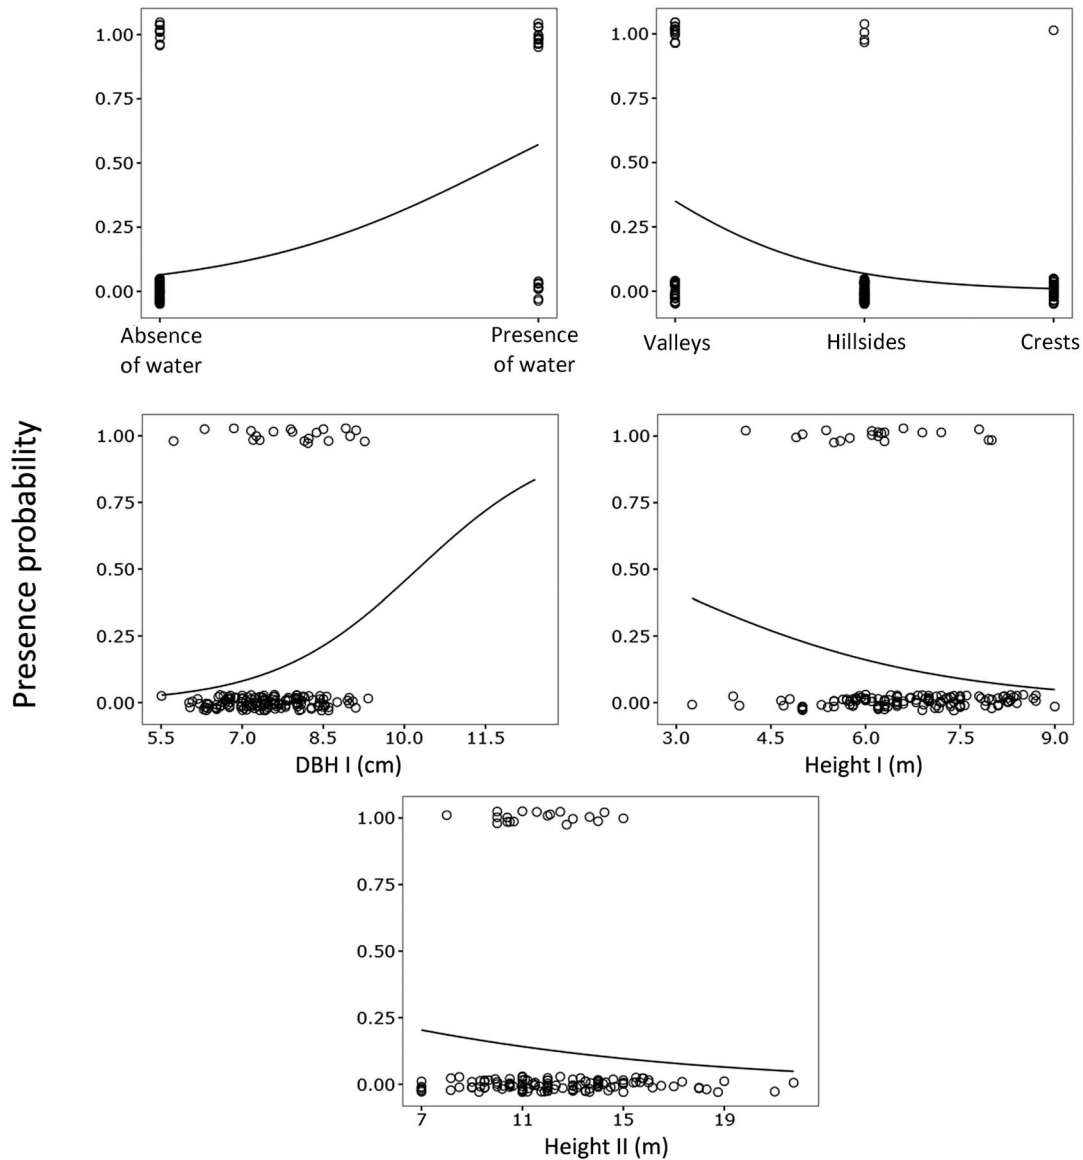 1.00
0.75
0.50
0.25
0.00
Absence of water
Presence of water
1.00
0.75
0.50
0.25
0.00
Valleys Hillsides Crests
Presence probability
1.00
0.75
0.50
0.25
0.00
5.5 7.0 8.5 10.0 11.5
DBH I (cm)
1.00
0.75
0.50
0.25
0.00
3.0 4.5 6.0 7.5 9.0
Height I (m)
1.00
0.75
0.50
0.25
0.00
7 11 15 19
Height II (m)